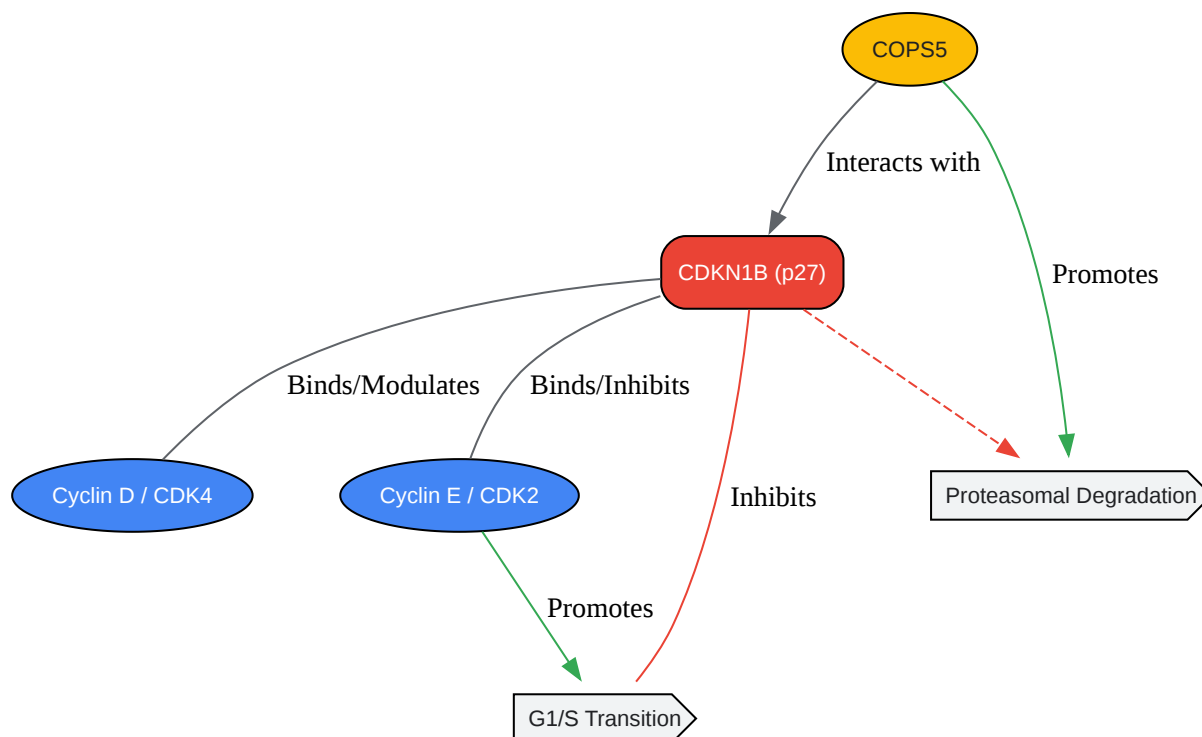 COPS5
Interacts with
CDKN1B (p27)
Promotes
Binds/Modulates
Binds/Inhibits
Cyclin D / CDK4
Cyclin E / CDK2
Inhibits
Proteasomal Degradation
Promotes
G1/S Transition